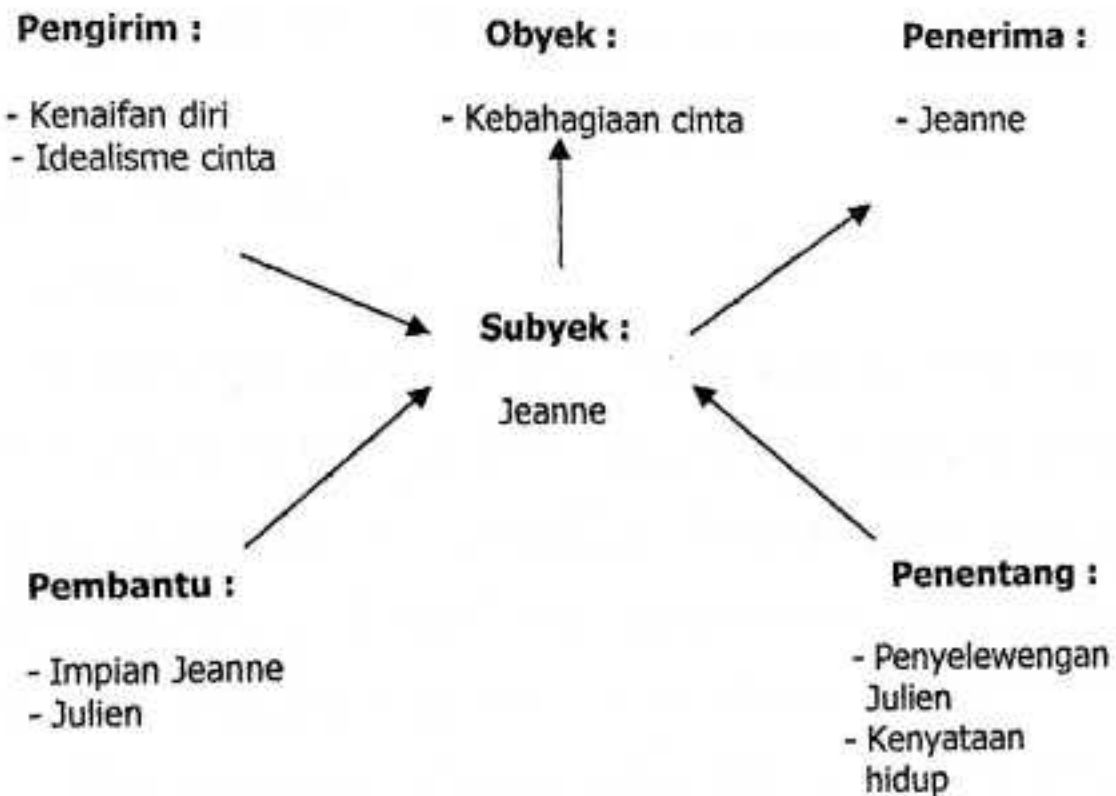 Pengirim :
- Kenaifan diri
- Idealisme cinta
Obyek :
- Kebahagiaan cinta
Penerima :
- Jeanne
Subyek :
Jeanne
Pembantu :
- Impian Jeanne
- Julien
Penentang :
- Penyelewengan
Julien
- Kenyataan
hidup